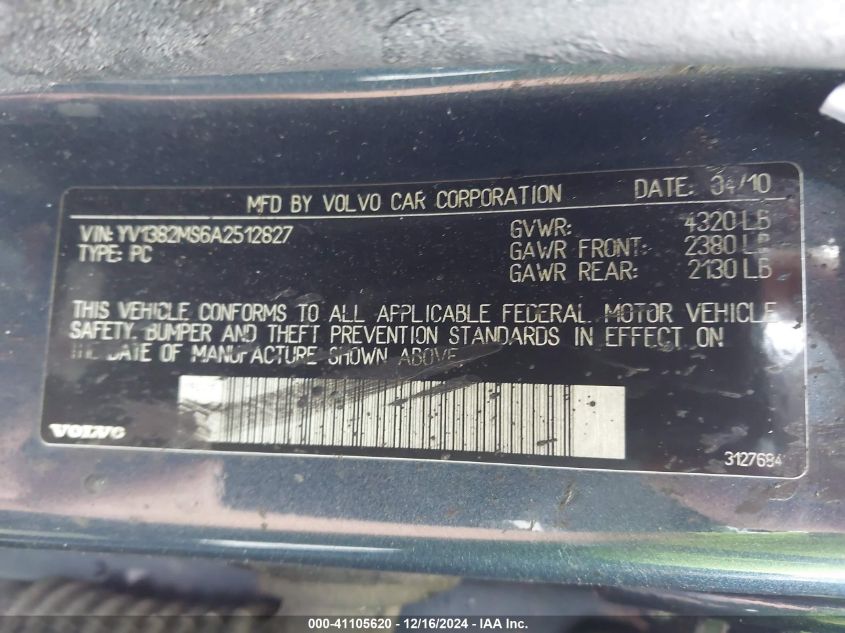 MFD BY VOLVO CAR CORPORATION DATE: 04/10
VIN: YV1382MS6A2512827
TYPE: PC
GVWR: 4320 LB
GAWR FRONT: 2380 LB
GAWR REAR: 2130 LB
THIS VEHICLE CONFORMS TO ALL APPLICABLE FEDERAL MOTOR VEHICLE
SAFETY, BUMPER AND THEFT PREVENTION STANDARDS IN EFFECT ON
THE DATE OF MANUFACTURE SHOWN ABOVE
VOLVO
3127684
000-41105620 - 12/16/2024 - IAA Inc.